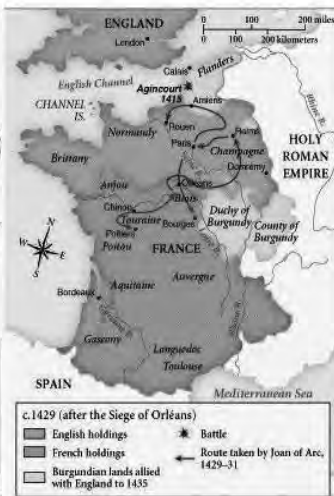 ENGLAND
0 100 200 miles
0 100 200 kilometers
London
Calais
Flanders
English Channel
Agincourt
1415
Amiens
CHANNEL
IS.
Rhine R.
Rouen
Normandy
Reims
HOLY
ROMAN
EMPIRE
Paris
Champagne
Brittany
Domrémy
Anjou
Orléans
Blois
Chinon
Touraine
Bourges
Duchy of
Burgundy
County of
Burgundy
Poitiers
Poitou
FRANCE
N
W
E
S
Auvergne
Aquitaine
Bordeaux
Rhône R.
Gascony
Languedoc
Toulouse
SPAIN
Mediterranean Sea
c.1429 (after the Siege of Orléans)
English holdings
Battle
French holdings
Route taken by Joan of Arc,
1429–31
Burgundian lands allied
with England to 1435